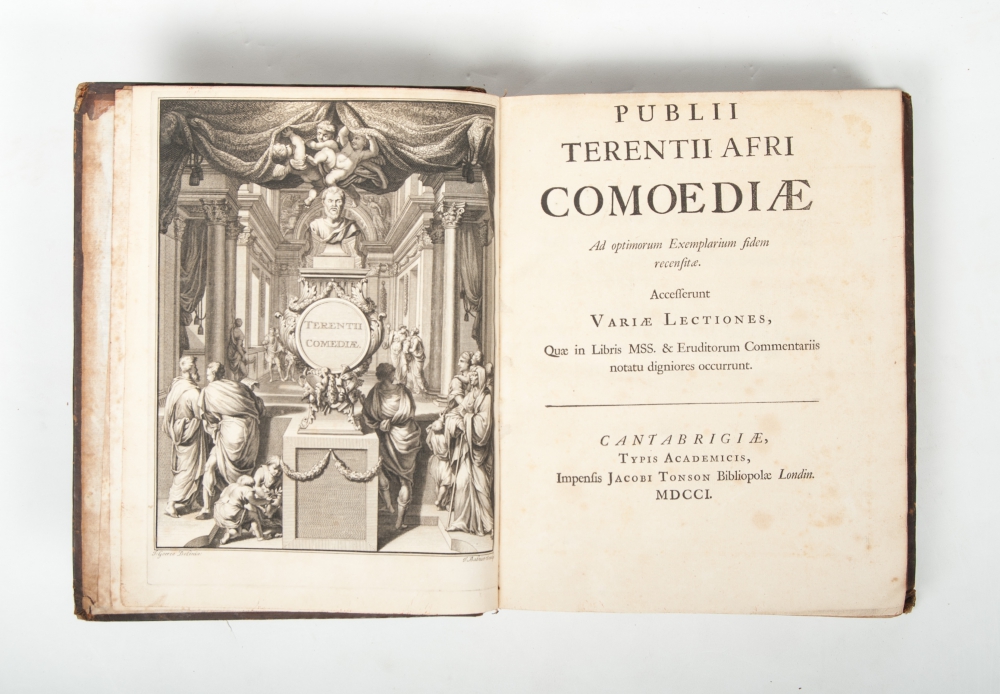 TERENTII
COMEDIÆ.
PUBLII
TERENTII AFRI
COMOEDIÆ
Ad optimorum Exemplarium fidem
recenſitæ.
Acceſſerunt
VARIÆ LECTIONES,
Quæ in Libris MSS. & Eruditorum Commentariis
notatu digniores occurrunt.
CANTABRIGIÆ,
TYPIS ACADEMICIS,
Impenſis JACOBI TONSON Bibliopolæ Londin.
MDCCI.